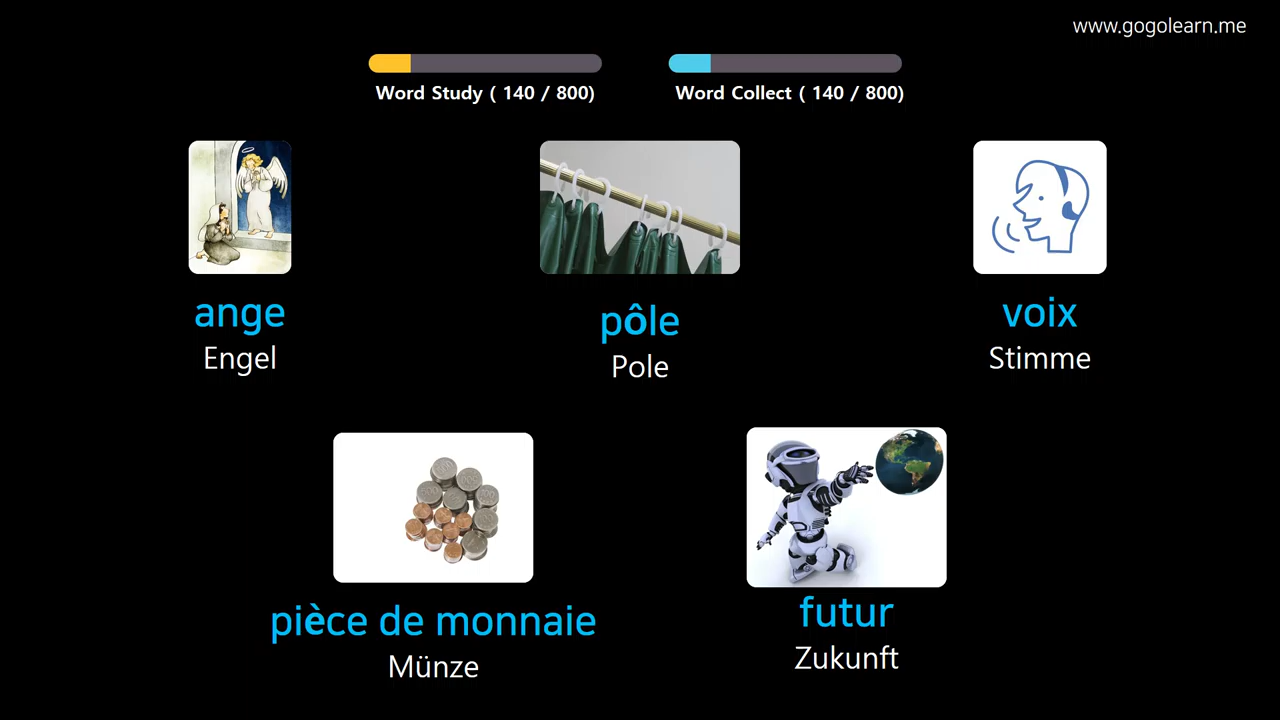 www.gogolearn.me
Word Study ( 140 / 800)
Word Collect ( 140 / 800)
ange
Engel
pôle
Pole
voix
Stimme
pièce de monnaie
Münze
futur
Zukunft